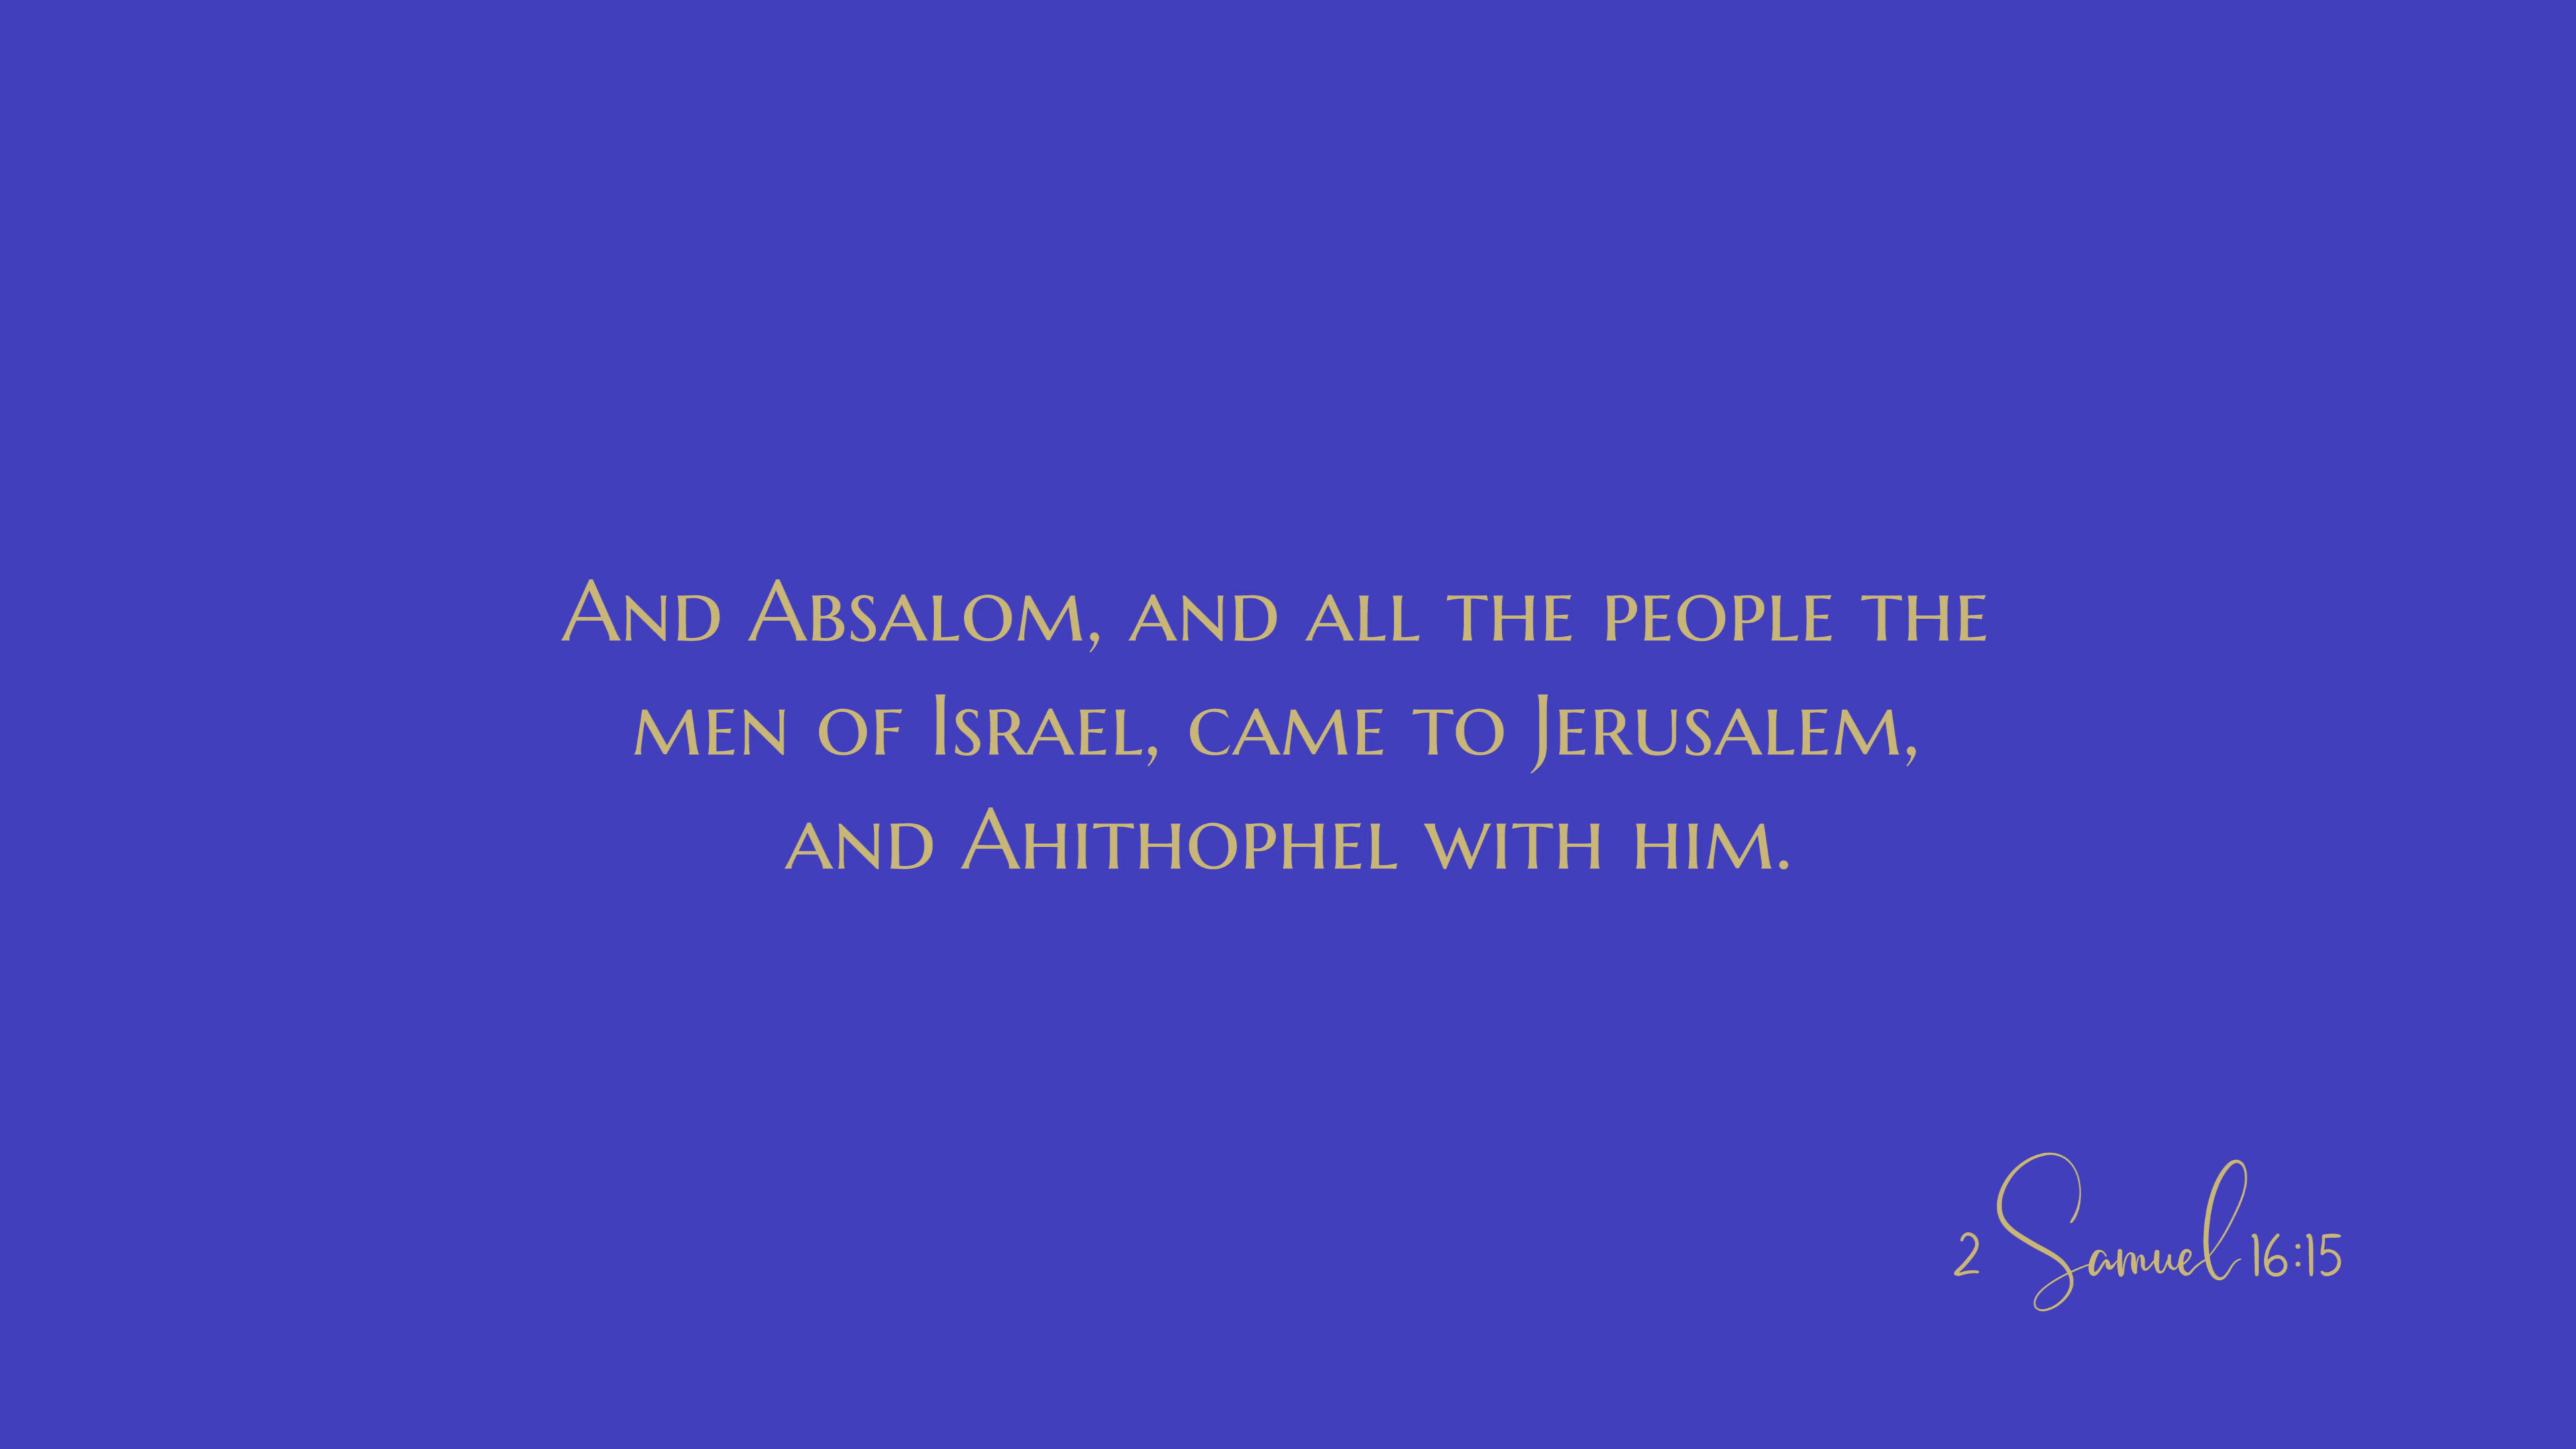 And Absalom, and all the people the
men of Israel, came to Jerusalem,
and Ahithophel with him.
2 Samuel 16:15